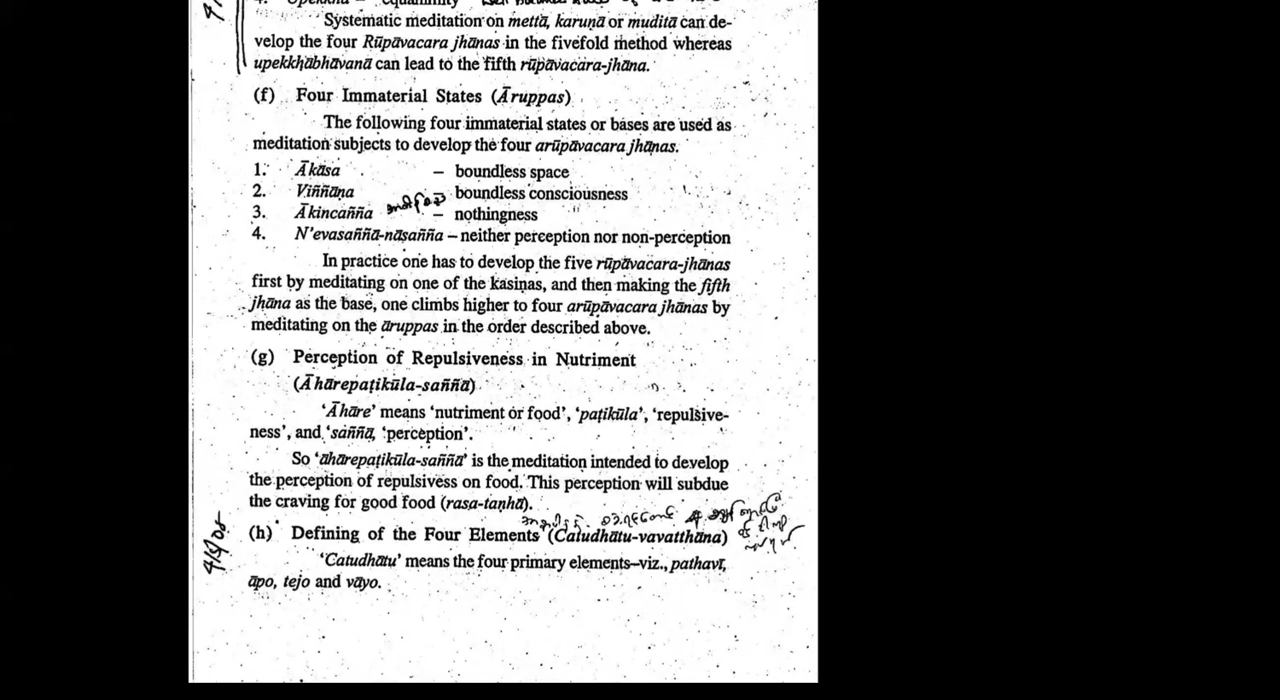 4. Upekkhā – equanimity
Systematic meditation on mettā, karuṇā or muditā can de-
velop the four Rūpāvacara jhānas in the fivefold method whereas
upekkhābhāvanā can lead to the fifth rūpāvacara-jhāna.
(f) Four Immaterial States (Āruppas)
The following four immaterial states or bases are used as
meditation subjects to develop the four arūpāvacara jhānas.
1. Ākāsa – boundless space
2. Viññāṇa – boundless consciousness
3. Ākincañña – nothingness
4. N'evasaññā-nāsañña – neither perception nor non-perception
In practice one has to develop the five rūpāvacara-jhānas
first by meditating on one of the kasiṇas, and then making the fifth
jhāna as the base, one climbs higher to four arūpāvacara jhānas by
meditating on the āruppas in the order described above.
(g) Perception of Repulsiveness in Nutriment
(Āhārepaṭikūla-saññā)
'Āhāre' means 'nutriment or food', 'paṭikūla', 'repulsive-
ness', and 'saññā, 'perception'.
So 'āhārepaṭikūla-saññā' is the meditation intended to develop
the perception of repulsivess on food. This perception will subdue
the craving for good food (rasa-taṇhā).
(h) Defining of the Four Elements (Catudhātu-vavatthāna)
'Catudhātu' means the four primary elements–viz., pathavī,
āpo, tejo and vāyo.